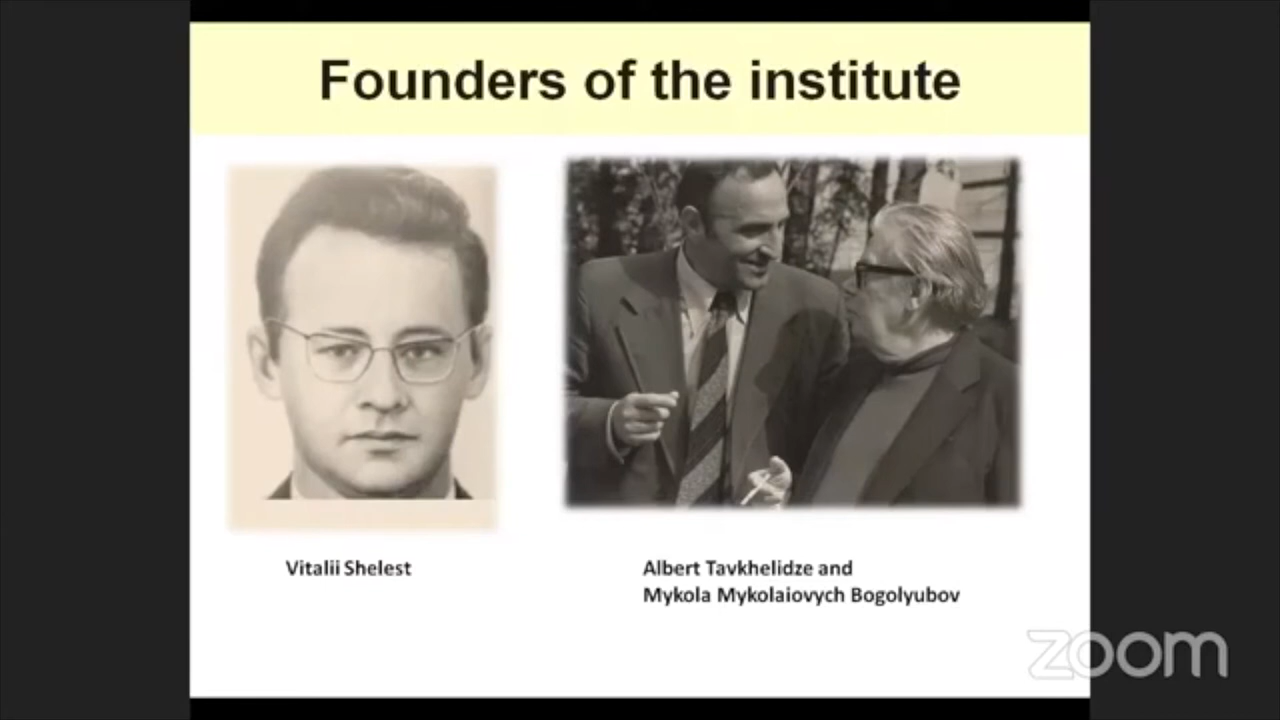 Founders of the institute
Vitalii Shelest
Albert Tavkhelidze and
Mykola Mykolaiovych Bogolyubov
zoom